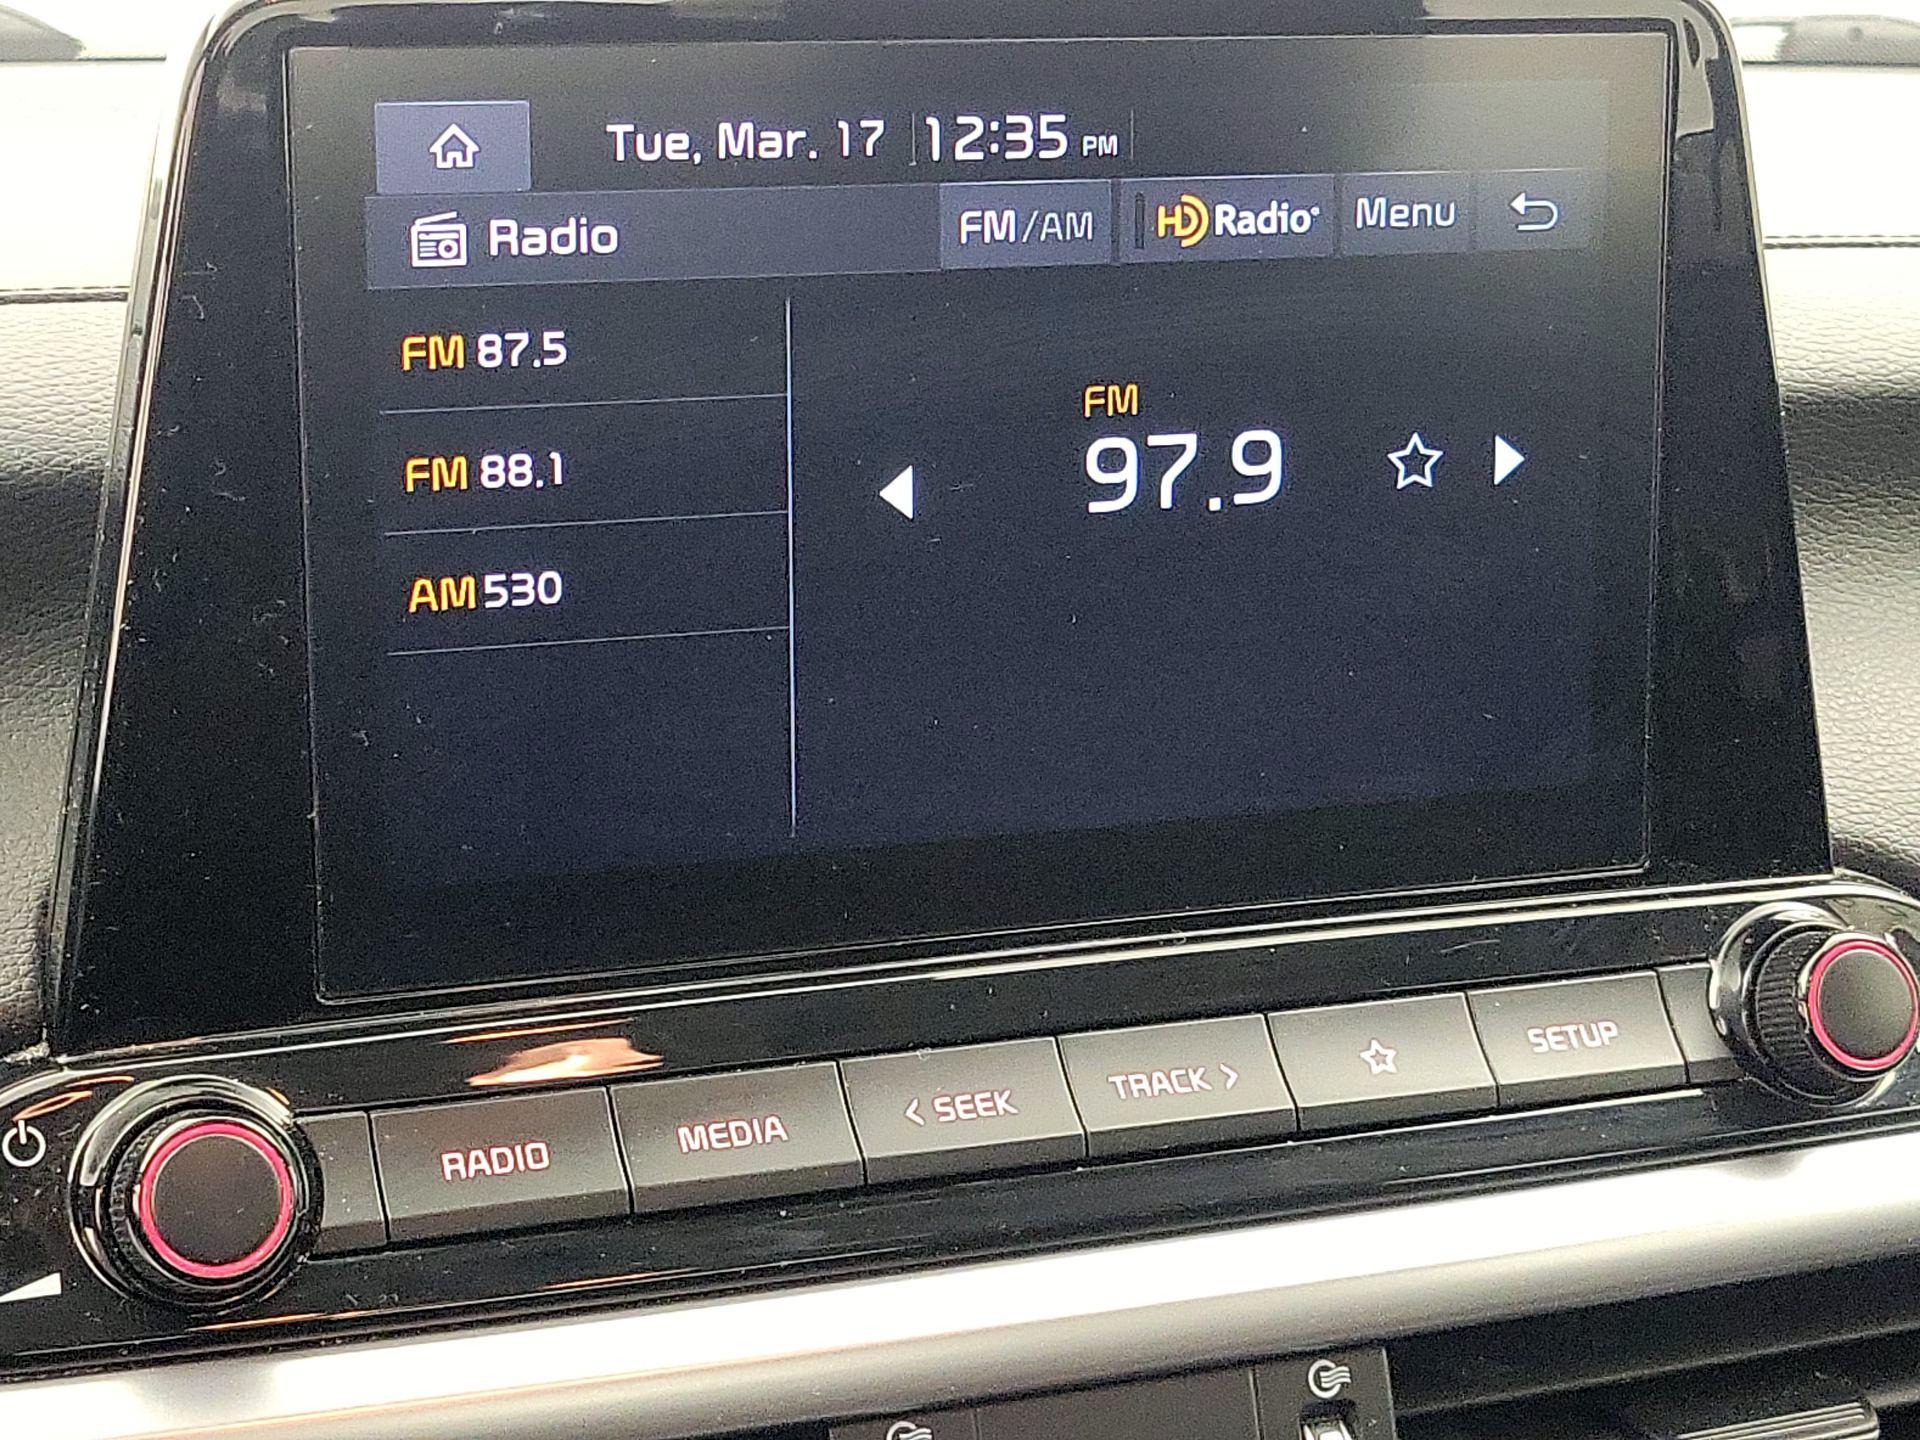 Tue, Mar. 17 12:35 PM
Radio FM/AM HD Radio® Menu
FM 87.5
FM 88.1
AM 530
FM
97.9
RADIO MEDIA < SEEK TRACK > SETUP